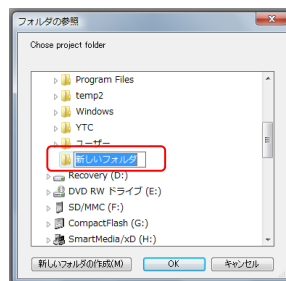 フォルダの参照
Chose project folder
Program Files
temp2
Windows
YTC
ユーザー
新しいフォルダ
Recovery (D:)
DVD RW ドライブ (E:)
SD/MMC (F:)
CompactFlash (G:)
SmartMedia/xD (H:)
新しいフォルダの作成(M) OK キャンセル